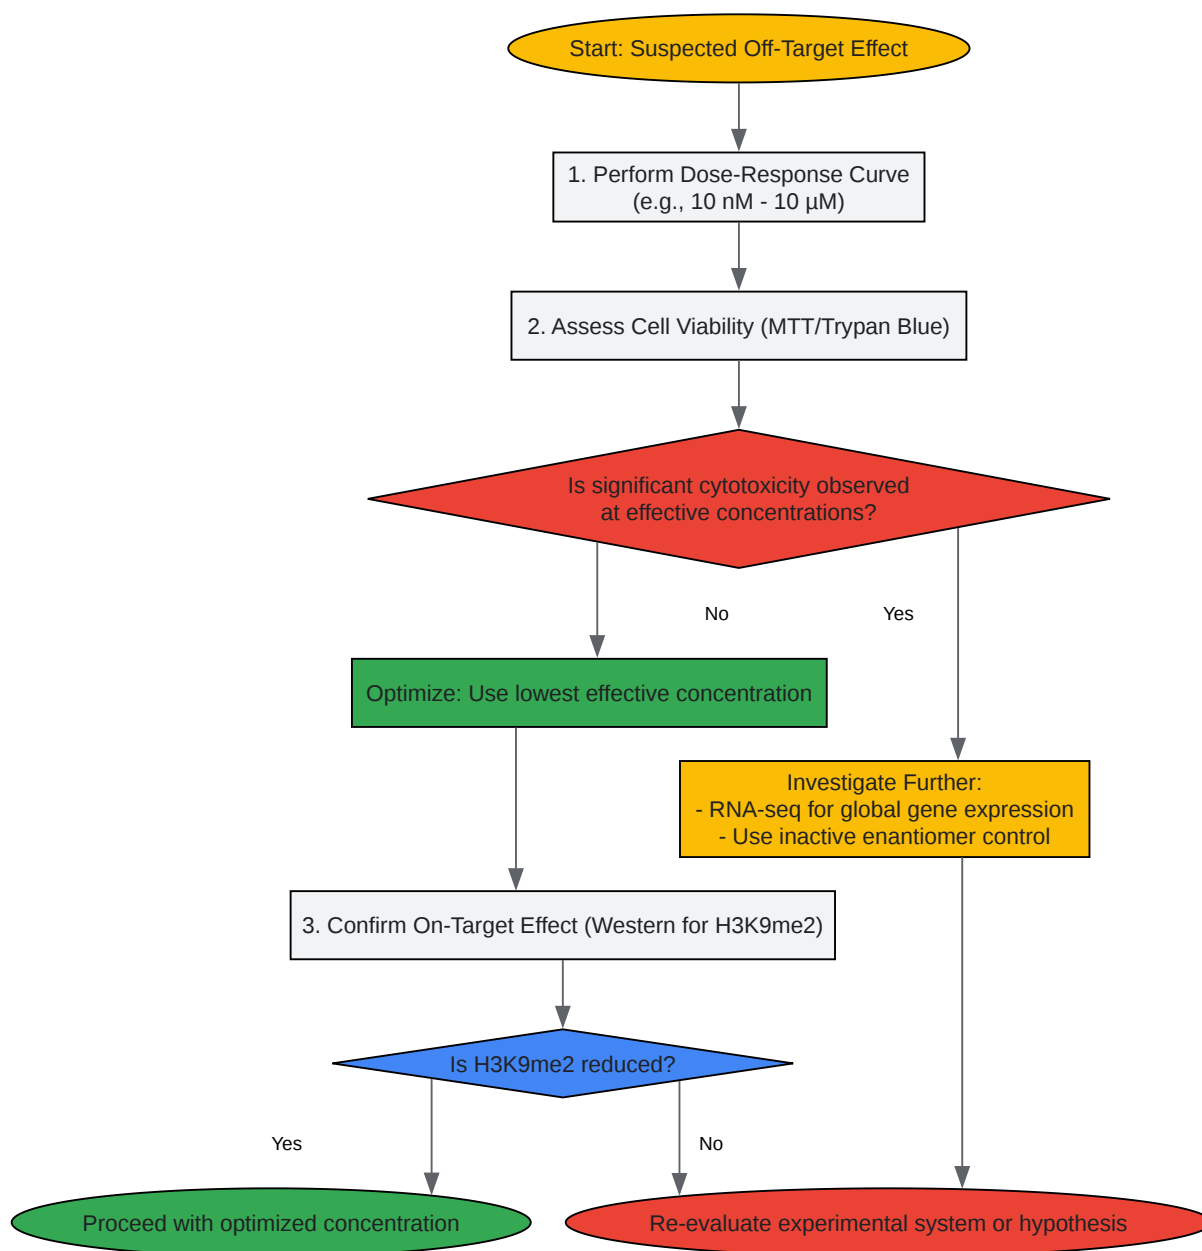 Start: Suspected Off-Target Effect
1. Perform Dose-Response Curve
(e.g., 10 nM - 10 µM)
2. Assess Cell Viability (MTT/Trypan Blue)
Is significant cytotoxicity observed
at effective concentrations?
No
Yes
Optimize: Use lowest effective concentration
Investigate Further:
- RNA-seq for global gene expression
- Use inactive enantiomer control
3. Confirm On-Target Effect (Western for H3K9me2)
Is H3K9me2 reduced?
Yes
No
Proceed with optimized concentration
Re-evaluate experimental system or hypothesis